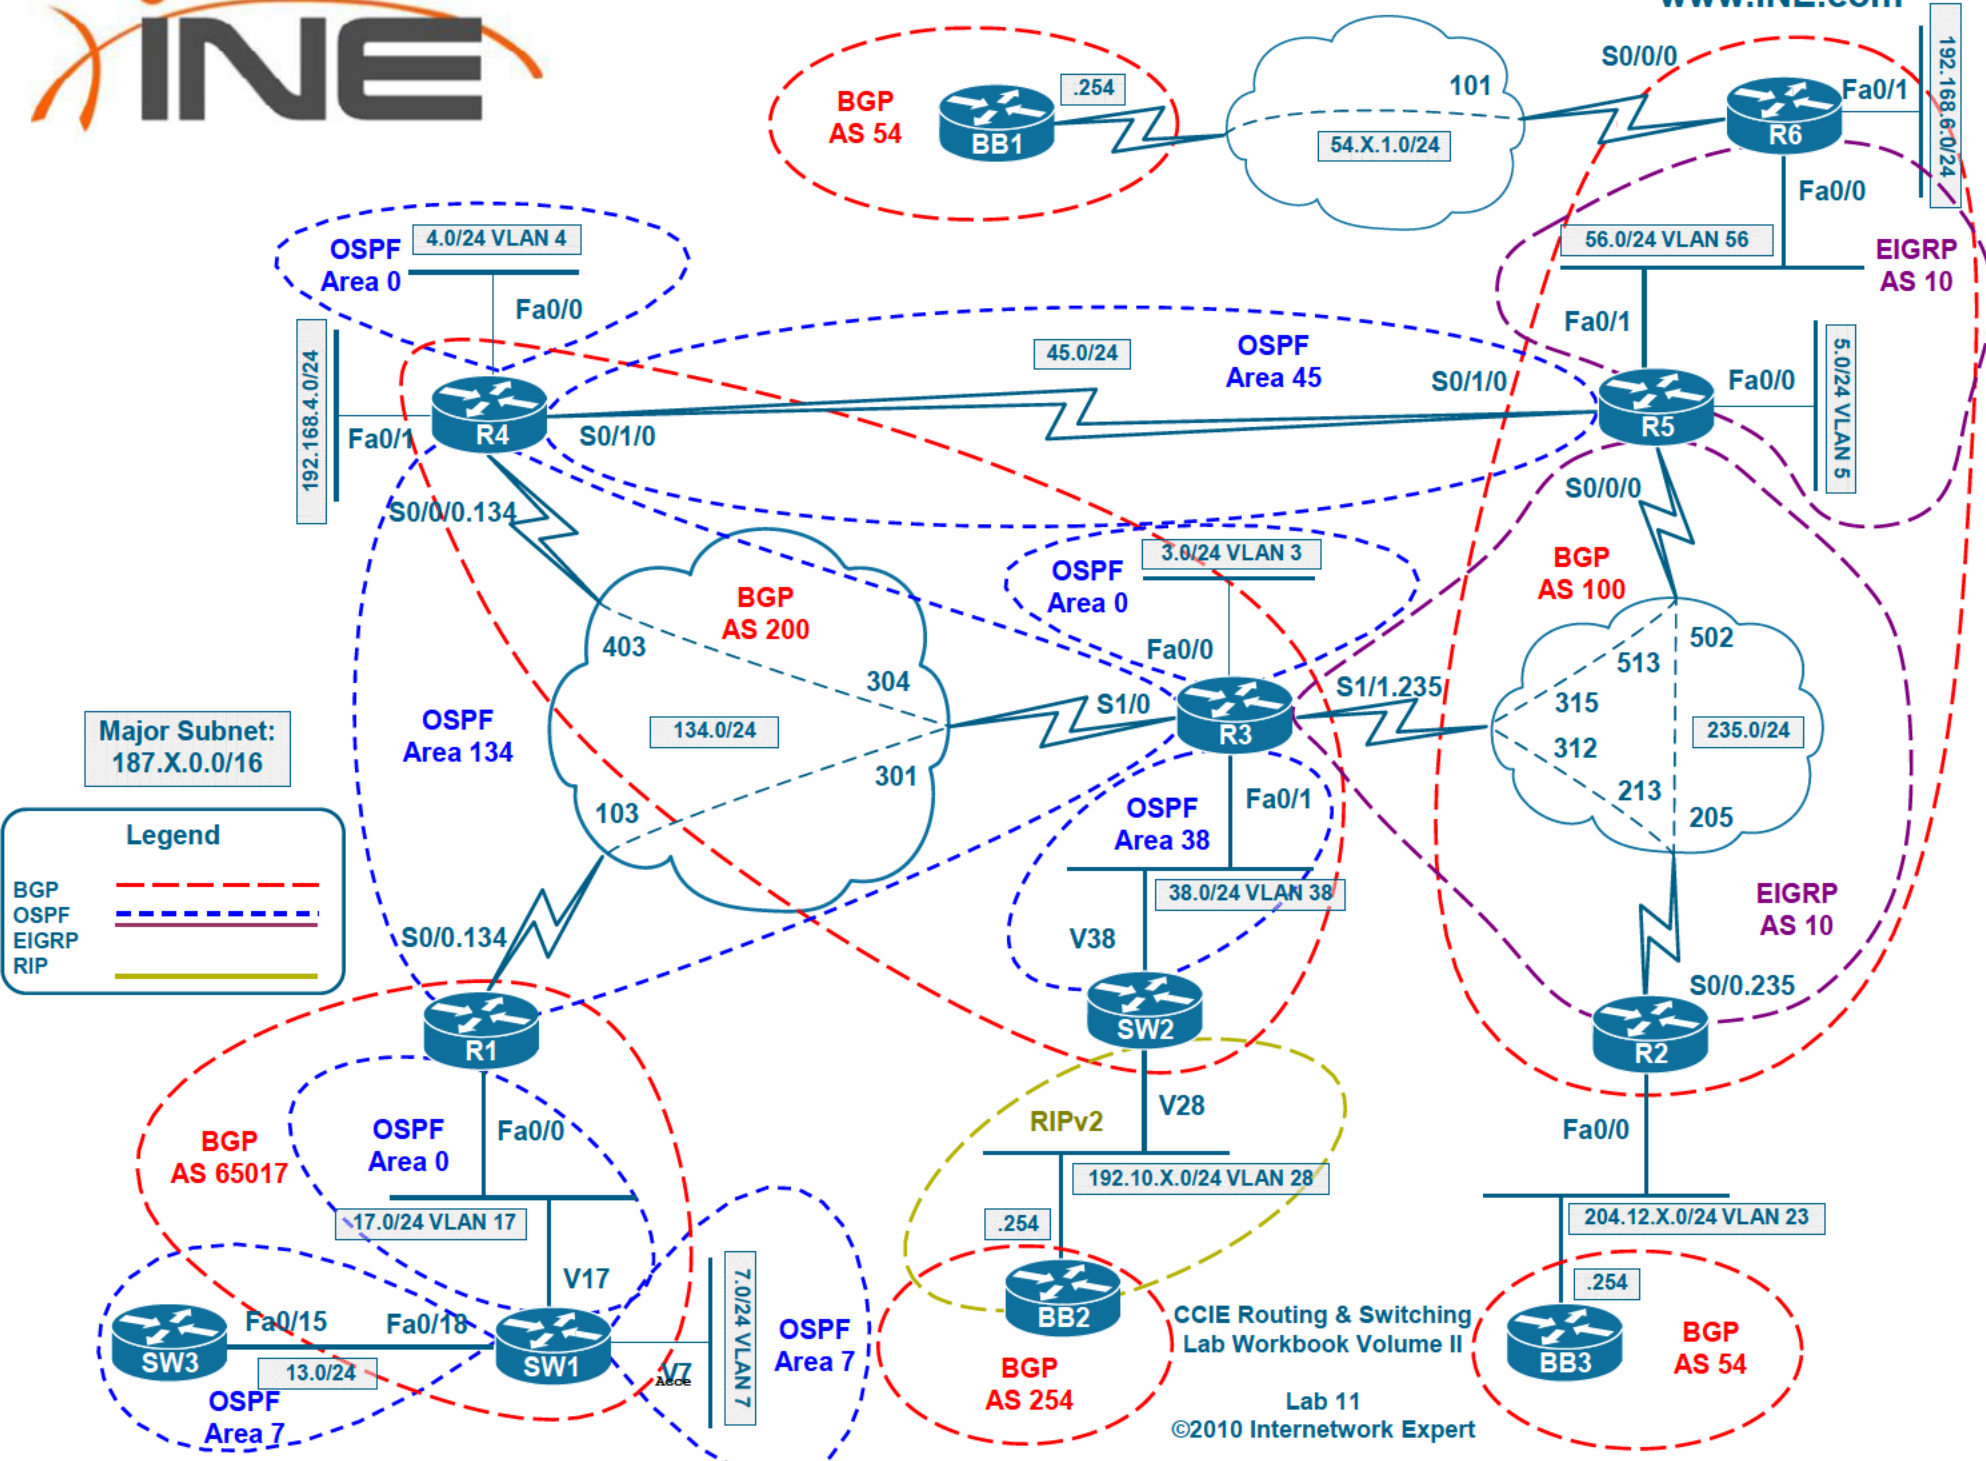 INE
www.INE.com
BGP
AS 54
BB1
.254
101
54.X.1.0/24
S0/0/0
R6
Fa0/1
192.168.6.0/24
Fa0/0
56.0/24 VLAN 56
EIGRP
AS 10
OSPF
Area 0
4.0/24 VLAN 4
Fa0/0
192.168.4.0/24
Fa0/1
R4
S0/1/0
45.0/24
OSPF
Area 45
S0/1/0
Fa0/1
R5
Fa0/0
5.0/24 VLAN 5
S0/0/0
S0/0/0.134
BGP
AS 200
403
304
134.0/24
301
103
OSPF
Area 134
OSPF
Area 0
3.0/24 VLAN 3
Fa0/0
S1/0
R3
S1/1.235
BGP
AS 100
502
513
315
312
235.0/24
213
205
Major Subnet:
187.X.0.0/16
Legend
BGP
OSPF
EIGRP
RIP
OSPF
Area 38
Fa0/1
38.0/24 VLAN 38
V38
SW2
EIGRP
AS 10
S0/0.235
R2
Fa0/0
S0/0.134
R1
BGP
AS 65017
OSPF
Area 0
Fa0/0
17.0/24 VLAN 17
V17
RIPv2
V28
192.10.X.0/24 VLAN 28
.254
BB2
BGP
AS 254
204.12.X.0/24 VLAN 23
.254
BB3
BGP
AS 54
SW3
Fa0/15
Fa0/18
13.0/24
SW1
OSPF
Area 7
V7
Acce
7.0/24 VLAN 7
OSPF
Area 7
CCIE Routing & Switching
Lab Workbook Volume II
Lab 11
©2010 Internetwork Expert